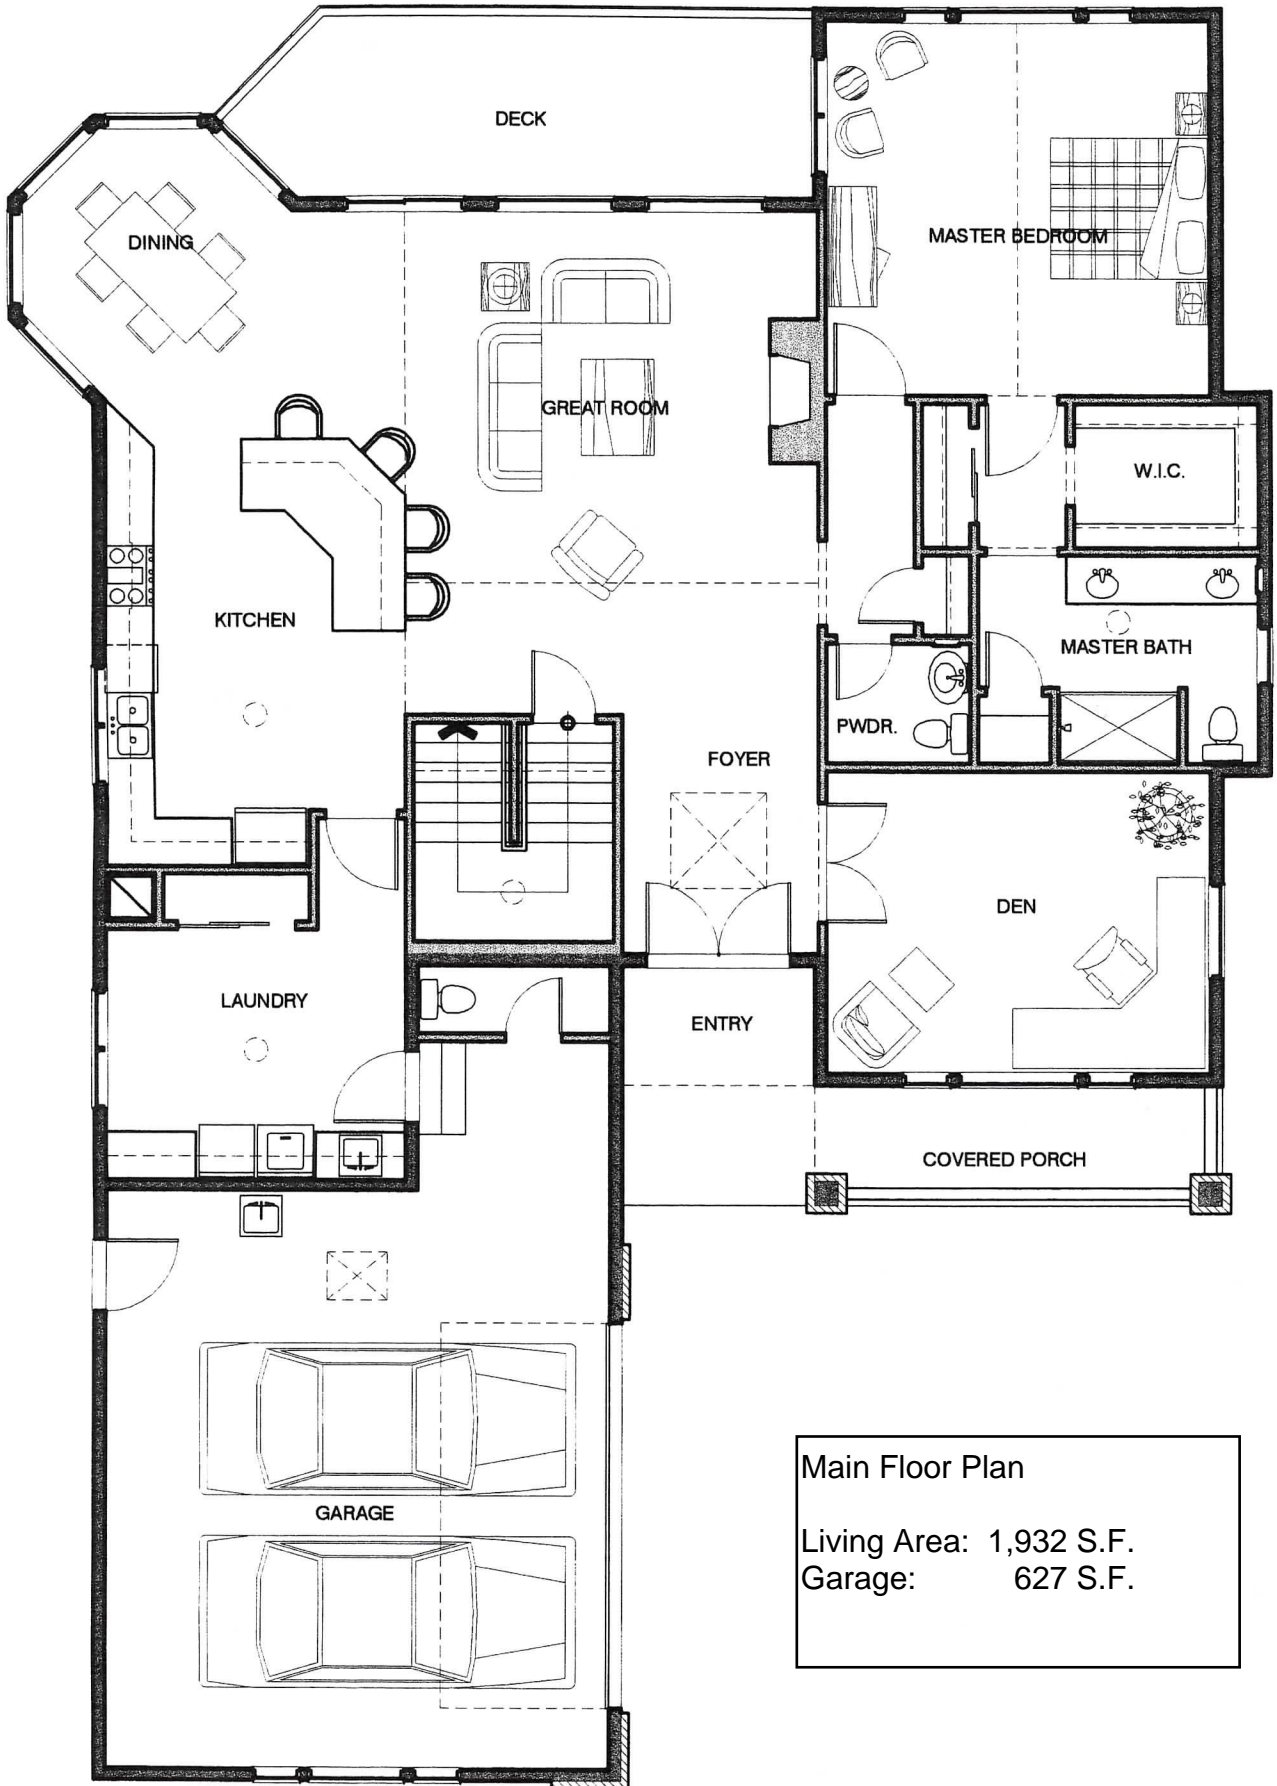 DECK
DINING
MASTER BEDROOM
GREAT ROOM
W.I.C.
KITCHEN
MASTER BATH
PWDR.
FOYER
DEN
LAUNDRY
ENTRY
COVERED PORCH
GARAGE
Main Floor Plan
Living Area: 1,932 S.F.
Garage: 627 S.F.